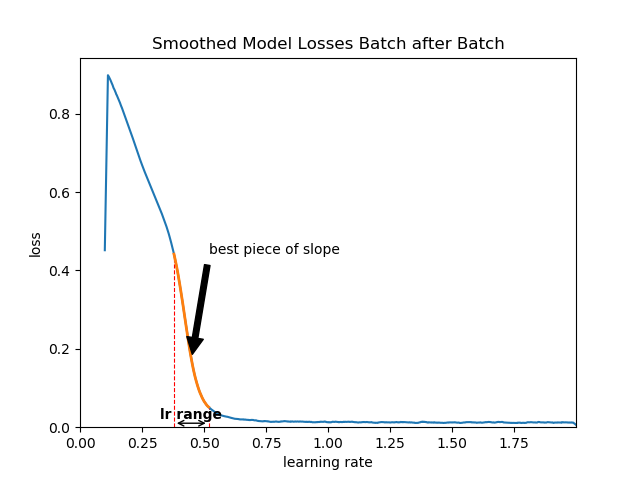 Smoothed Model Losses Batch after Batch
0.8
0.6
0.4
0.2
0.0
loss
best piece of slope
lr range
0.00 0.25 0.50 0.75 1.00 1.25 1.50 1.75
learning rate